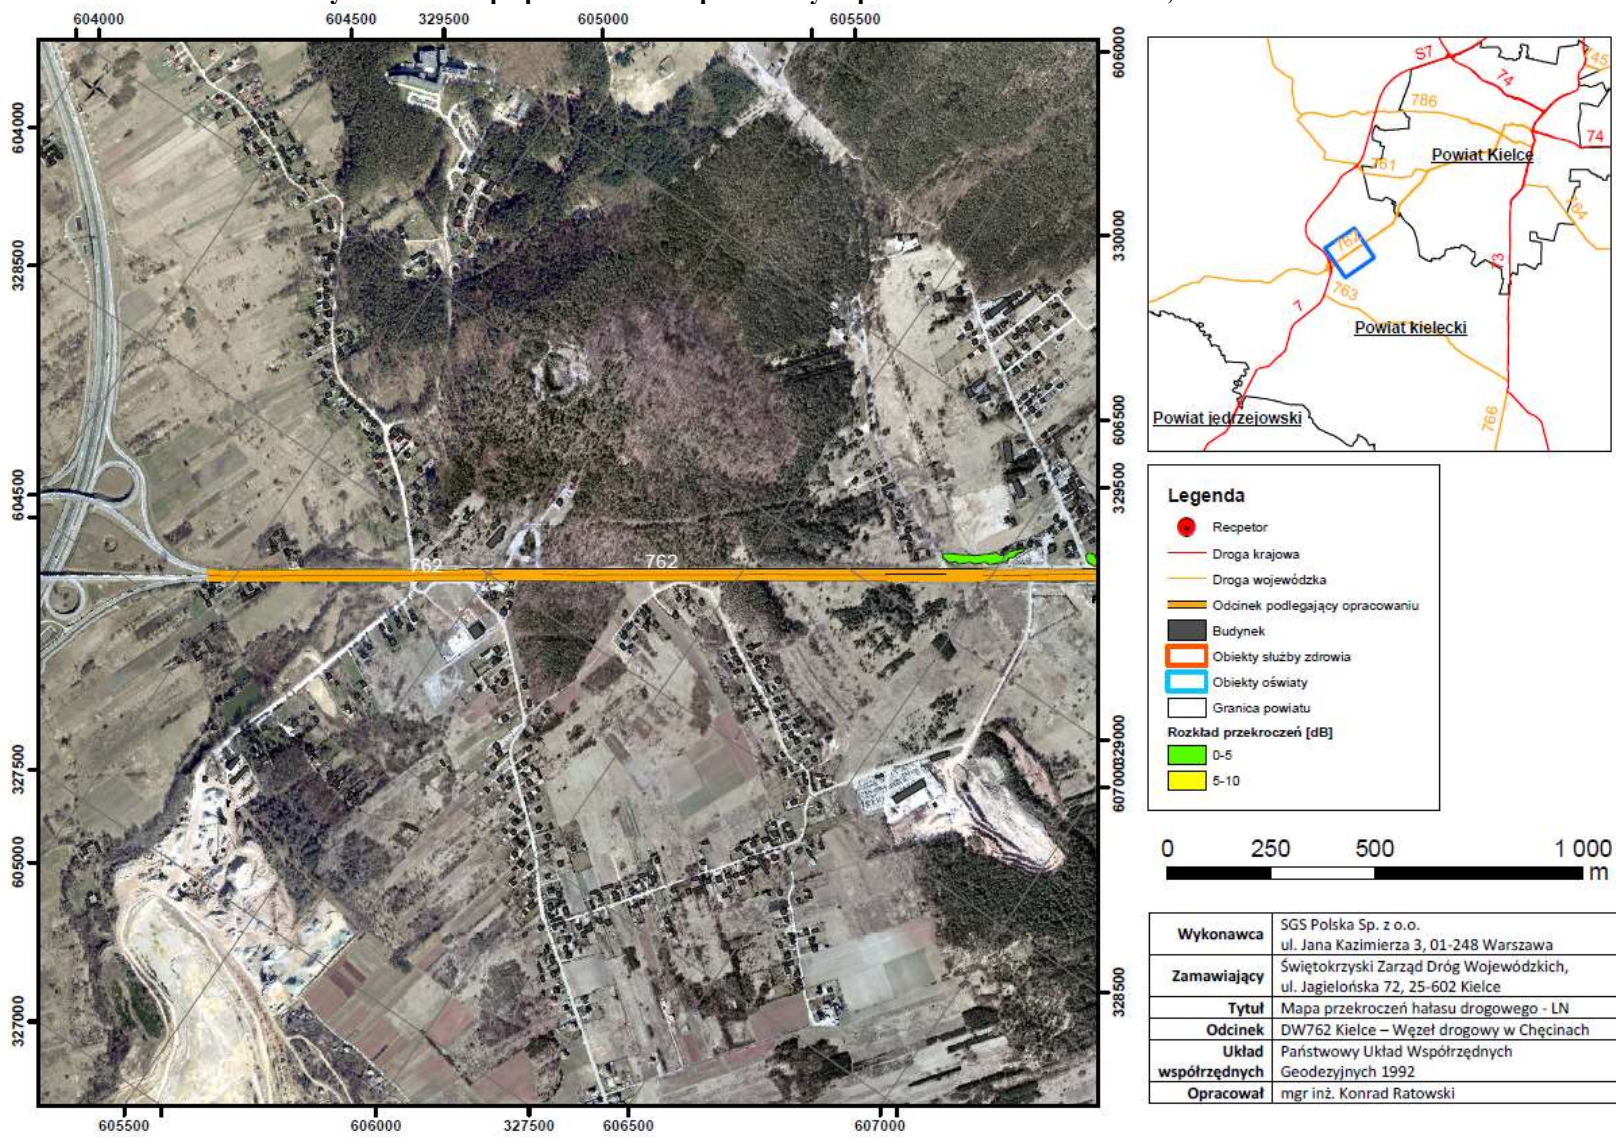 604000
604500
329500
605000
605500
604000
328500
604500
327500
605000
327000
606000
330000
606500
329500
329000
607000
328500
605500
606000
327500
606500
607000
762
762
S7
74
745
786
74
Powiat Kielce
761
764
762
73
763
7
Powiat kielecki
766
Powiat jędrzejowski
Legenda
Recpetor
Droga krajowa
Droga wojewódzka
Odcinek podlegający opracowaniu
Budynek
Obiekty służby zdrowia
Obiekty oświaty
Granica powiatu
Rozkład przekroczeń [dB]
0-5
5-10
0 250 500 1 000
m
Wykonawca SGS Polska Sp. z o.o.
ul. Jana Kazimierza 3, 01-248 Warszawa
Zamawiający Świętokrzyski Zarząd Dróg Wojewódzkich,
ul. Jagielońska 72, 25-602 Kielce
Tytuł Mapa przekroczeń hałasu drogowego - LN
Odcinek DW762 Kielce – Węzeł drogowy w Chęcinach
Układ Państwowy Układ Współrzędnych
współrzędnych Geodezyjnych 1992
Opracował mgr inż. Konrad Ratowski